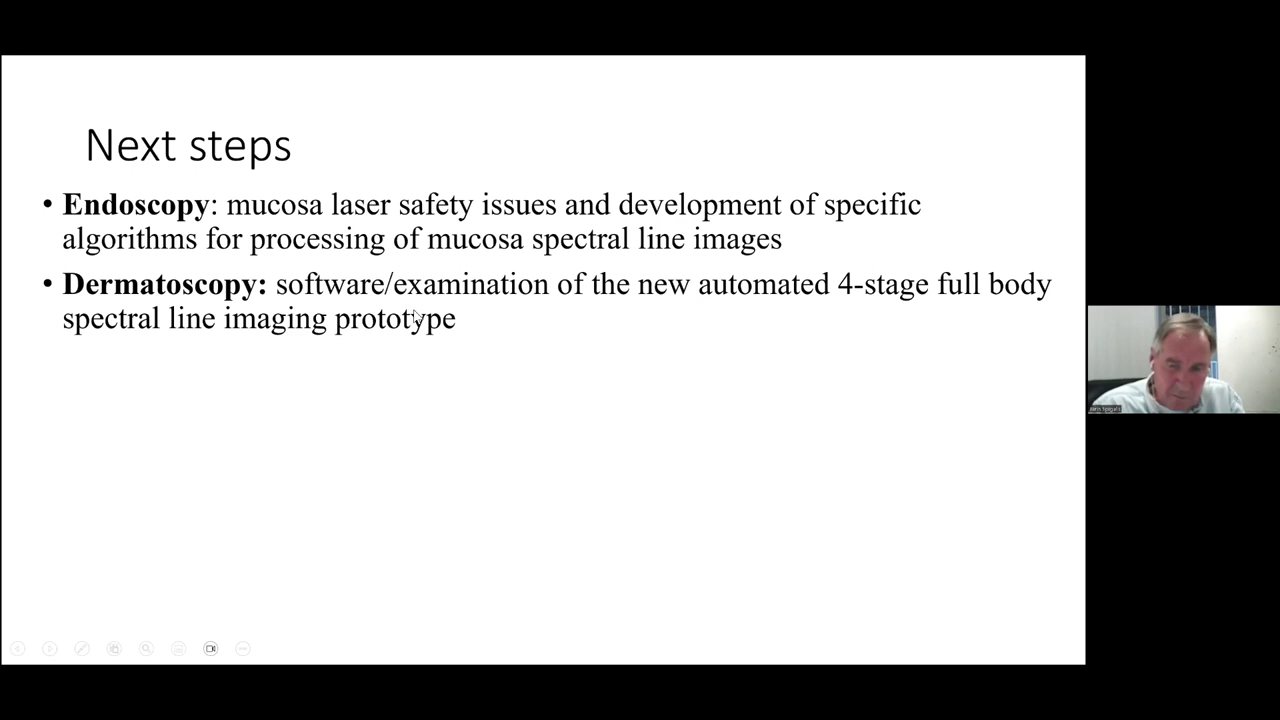 Next steps
• Endoscopy: mucosa laser safety issues and development of specific
algorithms for processing of mucosa spectral line images
• Dermatoscopy: software/examination of the new automated 4-stage full body
spectral line imaging prototype